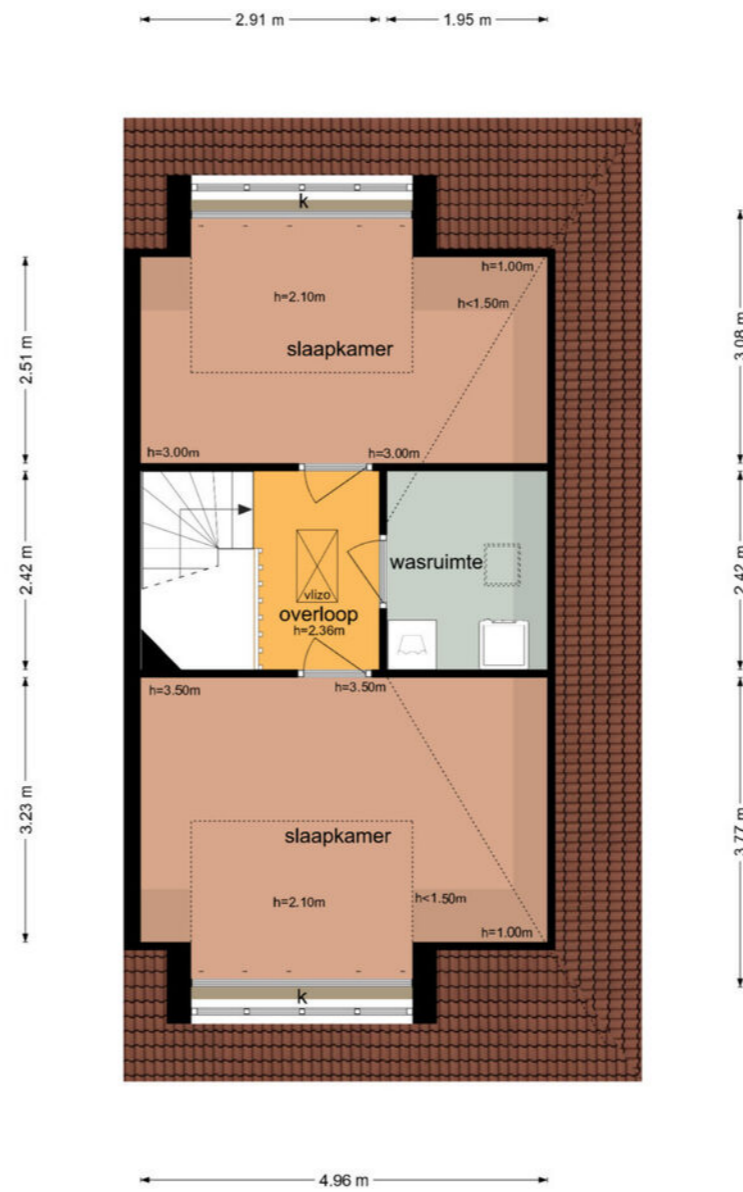 2.91 m
1.95 m
k
h=1.00m
h=2.10m
h<1.50m
slaapkamer
2.51 m
3.08 m
h=3.00m
h=3.00m
wasruimte
vlizo
overloop
h=2.36m
2.42 m
2.42 m
h=3.50m
h=3.50m
slaapkamer
3.23 m
3.77 m
h=2.10m
h<1.50m
h=1.00m
k
4.96 m